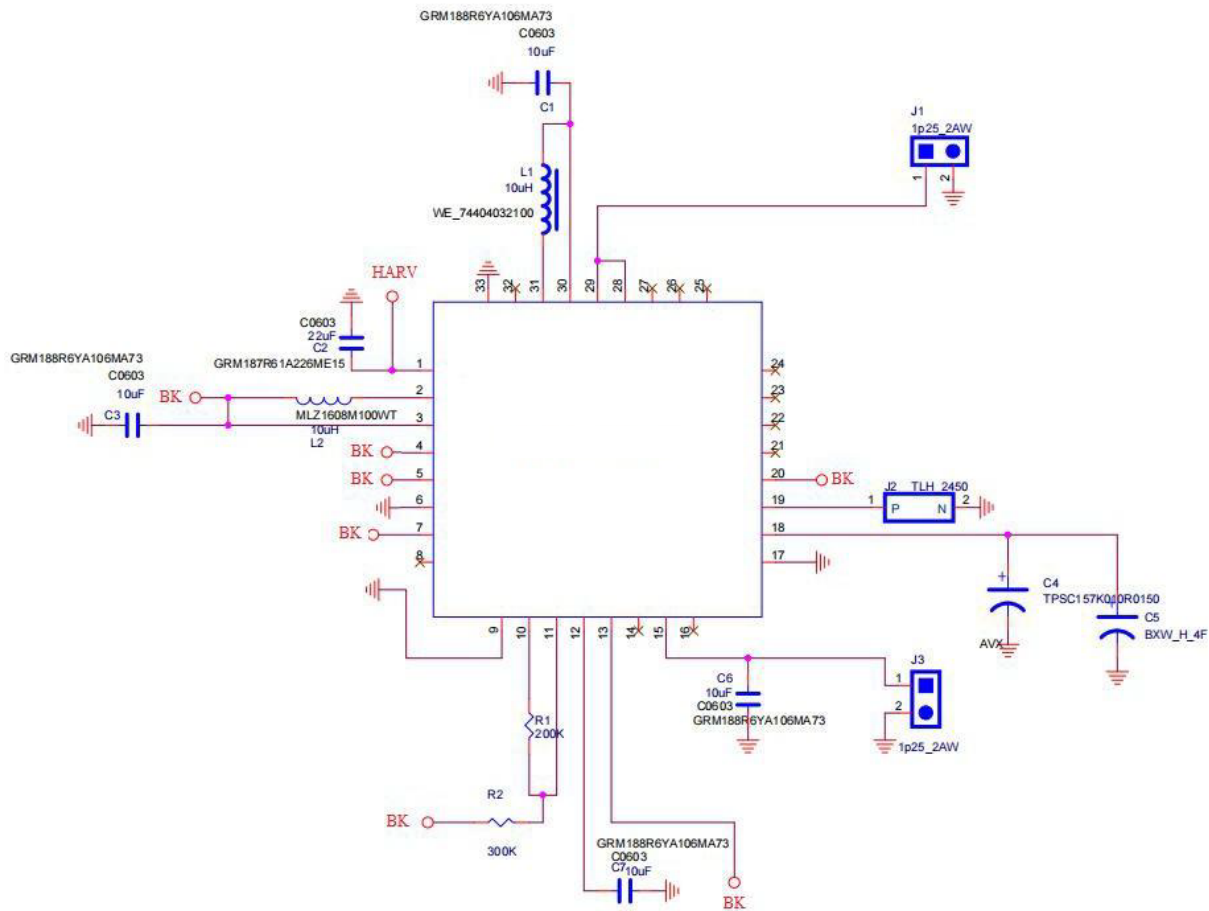 GRM188R6YA106MA73
C0603
10uF
C1
J1
1p25_2AW
1
2
L1
10uH
WE_74404032100
HARV
33
32
31
30
29
28
27
26
25
C0603
22uF
C2
GRM187R61A226ME15
GRM188R6YA106MA73
C0603
10uF
C3
BK
MLZ1608M100WT
10uH
L2
1
2
3
BK
4
BK
5
6
BK
7
8
24
23
22
21
20
BK
19
18
17
J2 TLH_2450
1
P N
2
C4
TPSC157K010R0150
AVX
C5
BXW_H_4F
9
10
11
12
13
14
15
16
C6
10uF
C0603
GRM188R6YA106MA73
J3
1
2
1p25_2AW
R1
200K
R2
BK
300K
GRM188R6YA106MA73
C0603
C7
10uF
BK